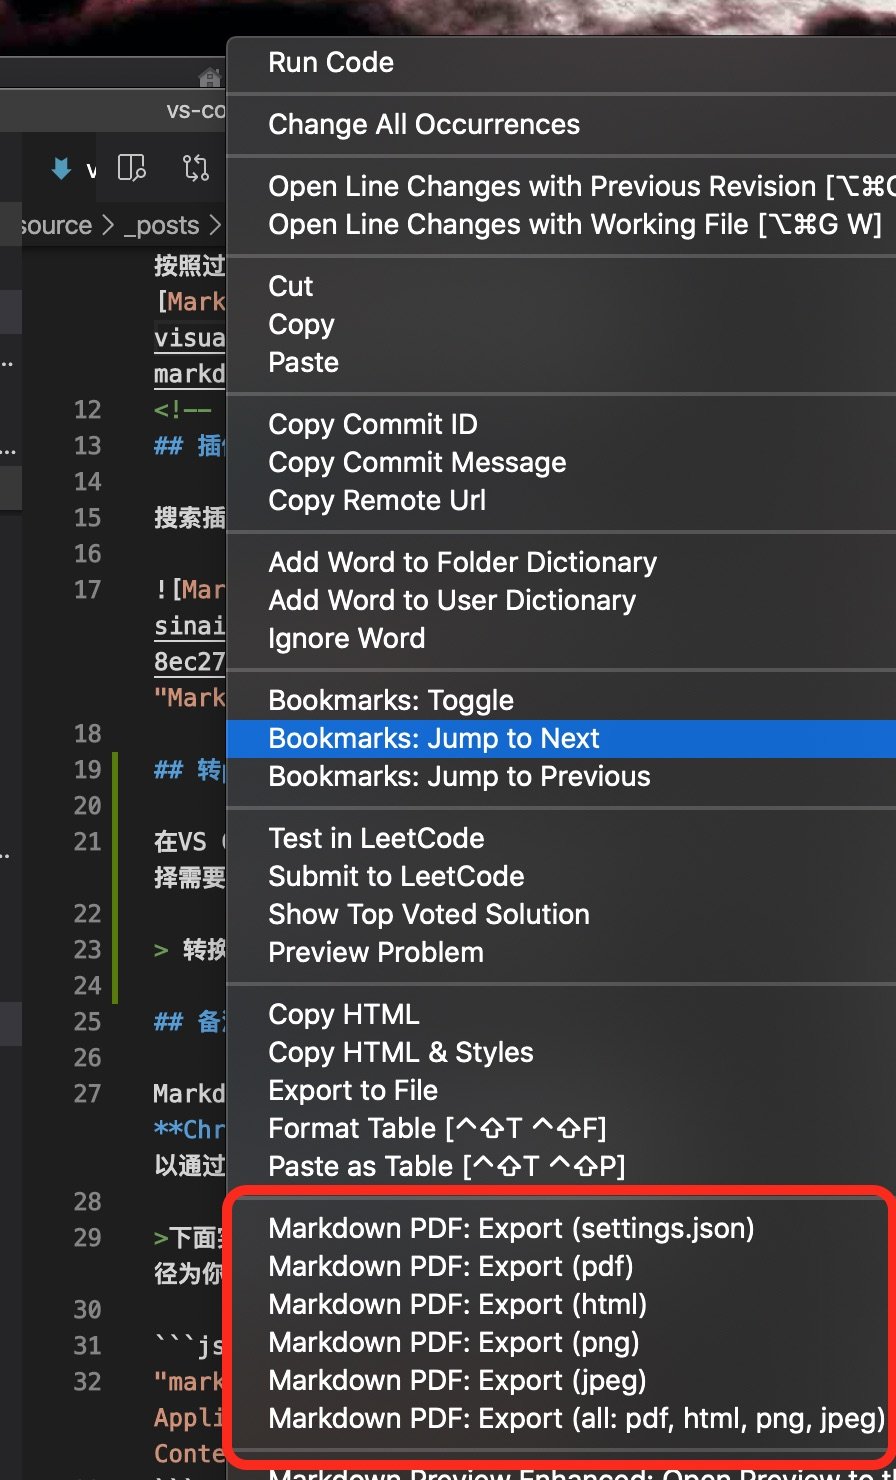 Run Code
vs-co
Change All Occurrences
Open Line Changes with Previous Revision [⌥⌘G
Open Line Changes with Working File [⌥⌘G W]
source > _posts >
按照过
[Mark
visua
markd
Cut
Copy
Paste
12 <!--
13 ## 插
14
15 搜索插
16
17 ![Mar
sinai
8ec27
"Mark
18
19 ## 转
20
21 在VS
择需要
22
23 > 转换
24
25 ## 备
26
27 Markd
**Chr
以通过
28
29 >下面
径为你
30
31 ```js
32 "mark
Appli
Conte
```
Copy Commit ID
Copy Commit Message
Copy Remote Url
Add Word to Folder Dictionary
Add Word to User Dictionary
Ignore Word
Bookmarks: Toggle
Bookmarks: Jump to Next
Bookmarks: Jump to Previous
Test in LeetCode
Submit to LeetCode
Show Top Voted Solution
Preview Problem
Copy HTML
Copy HTML & Styles
Export to File
Format Table [^⇧T ^⇧F]
Paste as Table [^⇧T ^⇧P]
Markdown PDF: Export (settings.json)
Markdown PDF: Export (pdf)
Markdown PDF: Export (html)
Markdown PDF: Export (png)
Markdown PDF: Export (jpeg)
Markdown PDF: Export (all: pdf, html, png, jpeg)
Markdown Preview Enhanced: Open Preview to th